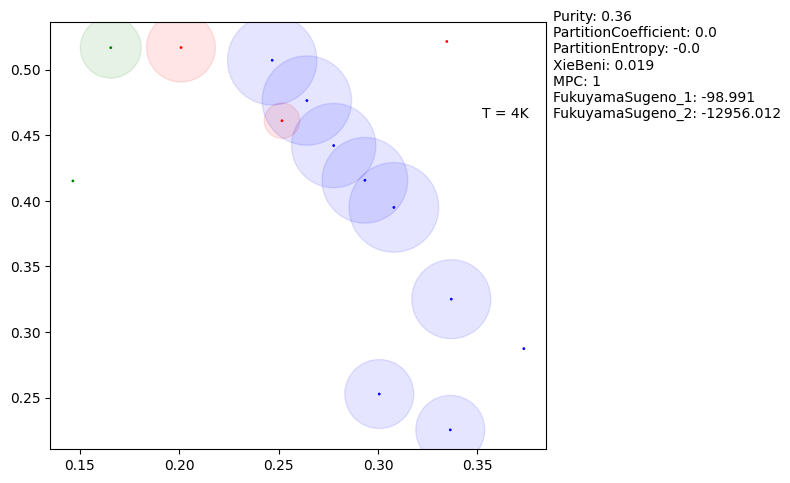 Purity: 0.36
PartitionCoefficient: 0.0
PartitionEntropy: -0.0
XieBeni: 0.019
MPC: 1
FukuyamaSugeno_1: -98.991
FukuyamaSugeno_2: -12956.012
T = 4K
0.50
0.45
0.40
0.35
0.30
0.25
0.15 0.20 0.25 0.30 0.35